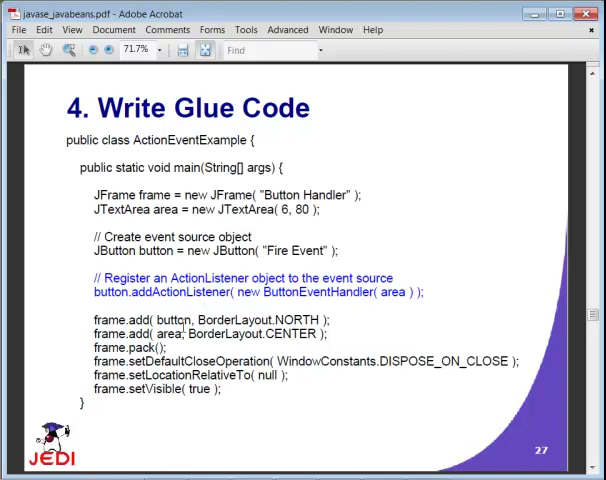 javase_javabeans.pdf - Adobe Acrobat
File Edit View Document Comments Forms Tools Advanced Window Help
71.7% Find
4. Write Glue Code
public class ActionEventExample {
public static void main(String[] args) {
JFrame frame = new JFrame( "Button Handler" );
JTextArea area = new JTextArea( 6, 80 );
// Create event source object
JButton button = new JButton( "Fire Event" );
// Register an ActionListener object to the event source
button.addActionListener( new ButtonEventHandler( area ) );
frame.add( button, BorderLayout.NORTH );
frame.add( area, BorderLayout.CENTER );
frame.pack();
frame.setDefaultCloseOperation( WindowConstants.DISPOSE_ON_CLOSE );
frame.setLocationRelativeTo( null );
frame.setVisible( true );
}
JEDI
27